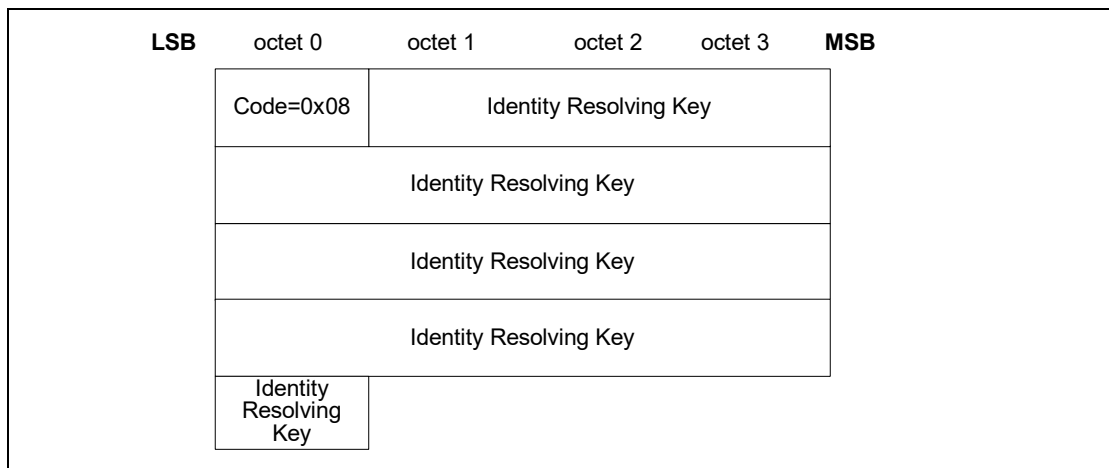 LSB octet 0 octet 1 octet 2 octet 3 MSB
Code=0x08 Identity Resolving Key
Identity Resolving Key
Identity Resolving Key
Identity Resolving Key
Identity
Resolving
Key